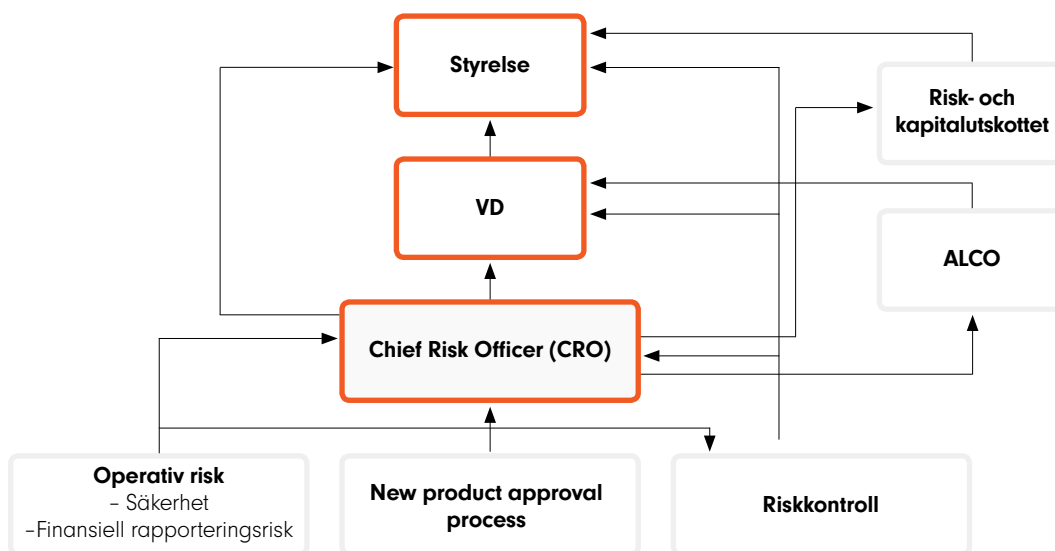 Styrelse
Risk- och
kapitalutskottet
VD
ALCO
Chief Risk Officer (CRO)
Operativ risk
– Säkerhet
–Finansiell rapporteringsrisk
New product approval
process
Riskkontroll